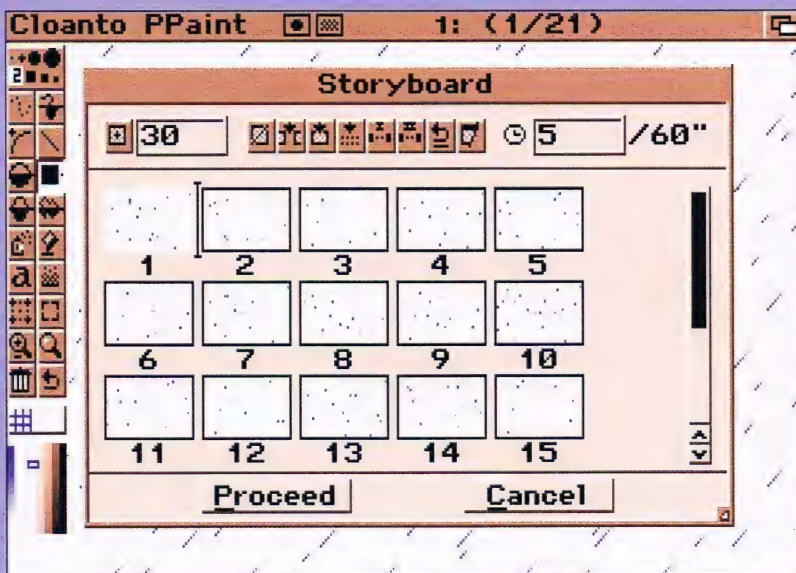 Cloanto PPaint 1: (1/21)
Storyboard
30 5 /60"
1 2 3 4 5
6 7 8 9 10
11 12 13 14 15
Proceed Cancel
2
a